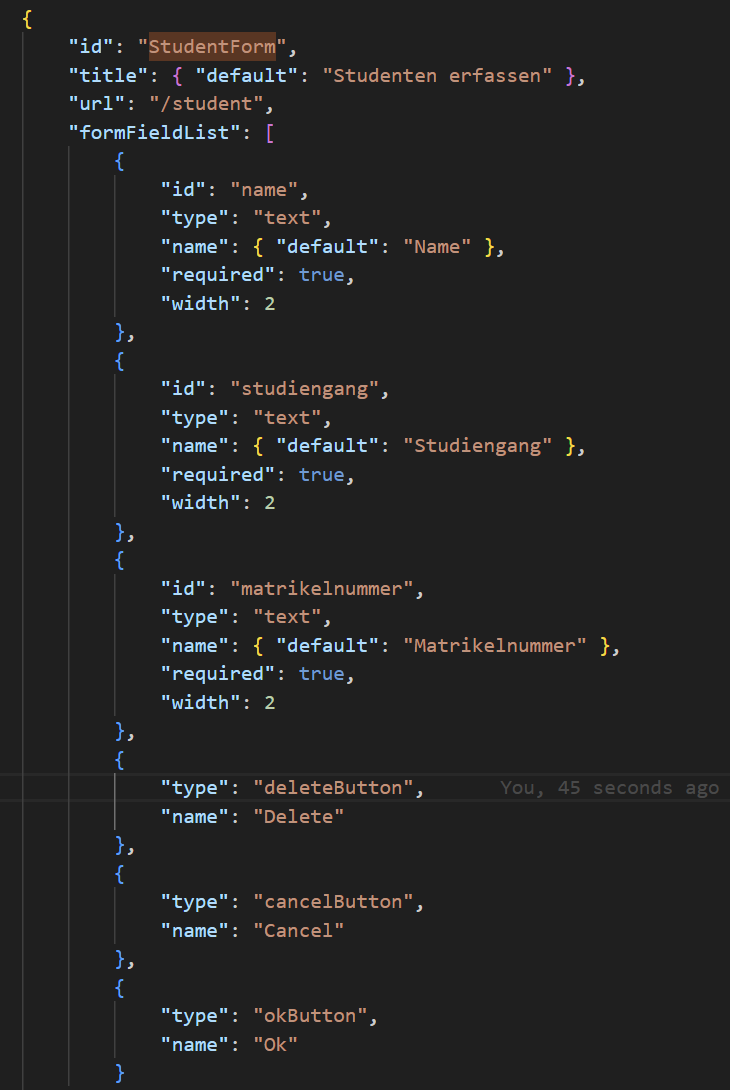 {
"id": "StudentForm",
"title": { "default": "Studenten erfassen" },
"url": "/student",
"formFieldList": [
{
"id": "name",
"type": "text",
"name": { "default": "Name" },
"required": true,
"width": 2
},
{
"id": "studiengang",
"type": "text",
"name": { "default": "Studiengang" },
"required": true,
"width": 2
},
{
"id": "matrikelnummer",
"type": "text",
"name": { "default": "Matrikelnummer" },
"required": true,
"width": 2
},
{
"type": "deleteButton", You, 45 seconds ago
"name": "Delete"
},
{
"type": "cancelButton",
"name": "Cancel"
},
{
"type": "okButton",
"name": "Ok"
}